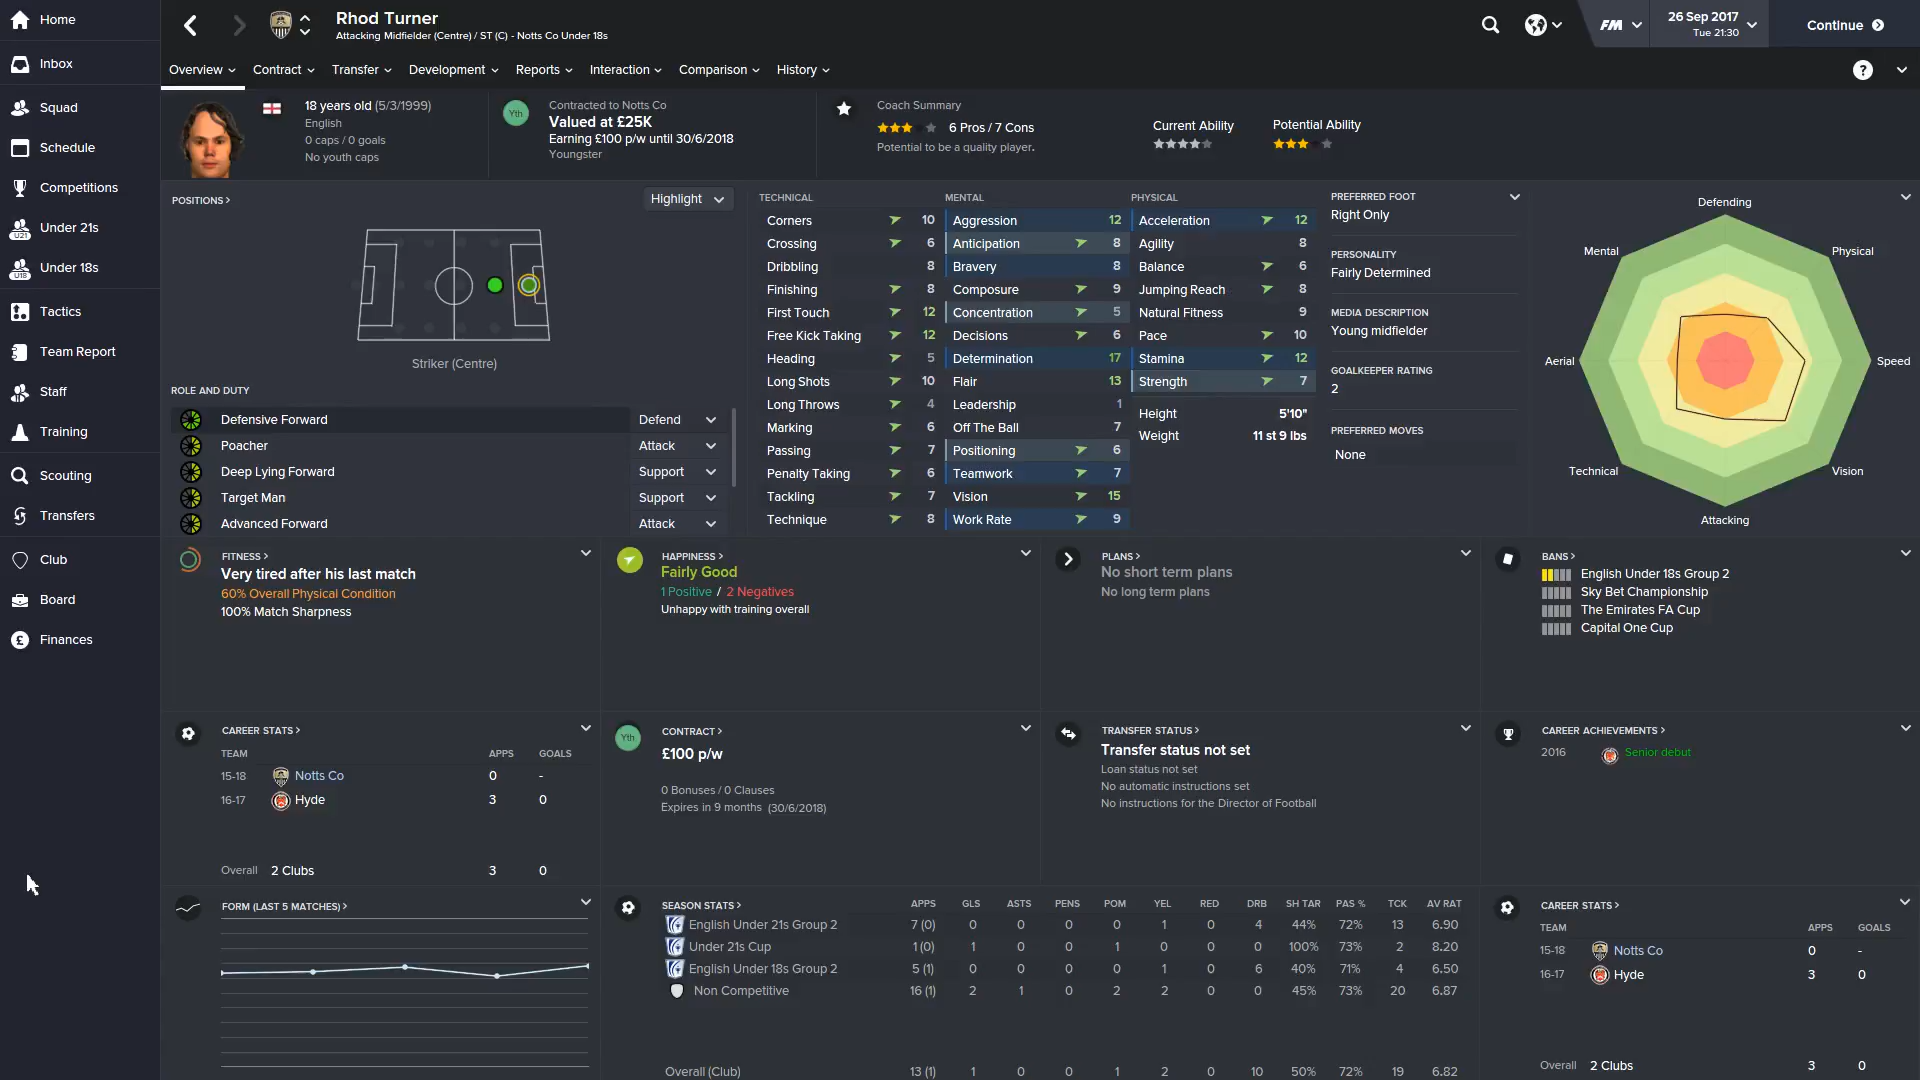 Home
Inbox
Squad
Schedule
Competitions
Under 21s
Under 18s
Tactics
Team Report
Staff
Training
Scouting
Transfers
Club
Board
Finances
Rhod Turner
Attacking Midfielder (Centre) / ST (C) - Notts Co Under 18s
FM
26 Sep 2017
Tue 21:30
Continue
Overview Contract Transfer Development Reports Interaction Comparison History
?
18 years old (5/3/1999)
English
0 caps / 0 goals
No youth caps
Yth
Contracted to Notts Co
Valued at £25K
Earning £100 p/w until 30/6/2018
Youngster
Coach Summary
6 Pros / 7 Cons
Potential to be a quality player.
Current Ability
Potential Ability
POSITIONS >
Highlight
Striker (Centre)
ROLE AND DUTY
Defensive Forward Defend
Poacher Attack
Deep Lying Forward Support
Target Man Support
Advanced Forward Attack
TECHNICAL
Corners 10
Crossing 6
Dribbling 8
Finishing 8
First Touch 12
Free Kick Taking 12
Heading 5
Long Shots 10
Long Throws 4
Marking 6
Passing 7
Penalty Taking 6
Tackling 7
Technique 8
MENTAL
Aggression 12
Anticipation 8
Bravery 8
Composure 9
Concentration 5
Decisions 6
Determination 17
Flair 13
Leadership 1
Off The Ball 7
Positioning 6
Teamwork 7
Vision 15
Work Rate 9
PHYSICAL
Acceleration 12
Agility 8
Balance 6
Jumping Reach 8
Natural Fitness 9
Pace 10
Stamina 12
Strength 7
Height 5'10"
Weight 11 st 9 lbs
PREFERRED FOOT
Right Only
PERSONALITY
Fairly Determined
MEDIA DESCRIPTION
Young midfielder
GOALKEEPER RATING
2
PREFERRED MOVES
None
Defending
Mental
Physical
Aerial
Speed
Technical
Vision
Attacking
FITNESS >
Very tired after his last match
60% Overall Physical Condition
100% Match Sharpness
HAPPINESS >
Fairly Good
1 Positive / 2 Negatives
Unhappy with training overall
PLANS >
No short term plans
No long term plans
BANS >
English Under 18s Group 2
Sky Bet Championship
The Emirates FA Cup
Capital One Cup
CAREER STATS >
TEAM APPS GOALS
15-18 Notts Co 0 -
16-17 Hyde 3 0
Overall 2 Clubs 3 0
Yth
CONTRACT >
£100 p/w
0 Bonuses / 0 Clauses
Expires in 9 months (30/6/2018)
TRANSFER STATUS >
Transfer status not set
Loan status not set
No automatic instructions set
No instructions for the Director of Football
CAREER ACHIEVEMENTS >
2016 Senior debut
FORM (LAST 5 MATCHES) >
SEASON STATS > APPS GLS ASTS PENS POM YEL RED DRB SH TAR PAS % TCK AV RAT
English Under 21s Group 2 7 (0) 0 0 0 0 1 0 4 44% 72% 13 6.90
Under 21s Cup 1 (0) 1 0 0 1 0 0 0 100% 73% 2 8.20
English Under 18s Group 2 5 (1) 0 0 0 0 1 0 6 40% 71% 4 6.50
Non Competitive 16 (1) 2 1 0 2 2 0 0 45% 73% 20 6.87
Overall (Club) 13 (1) 1 0 0 1 2 0 10 50% 72% 19 6.82
CAREER STATS >
TEAM APPS GOALS
15-18 Notts Co 0 -
16-17 Hyde 3 0
Overall 2 Clubs 3 0